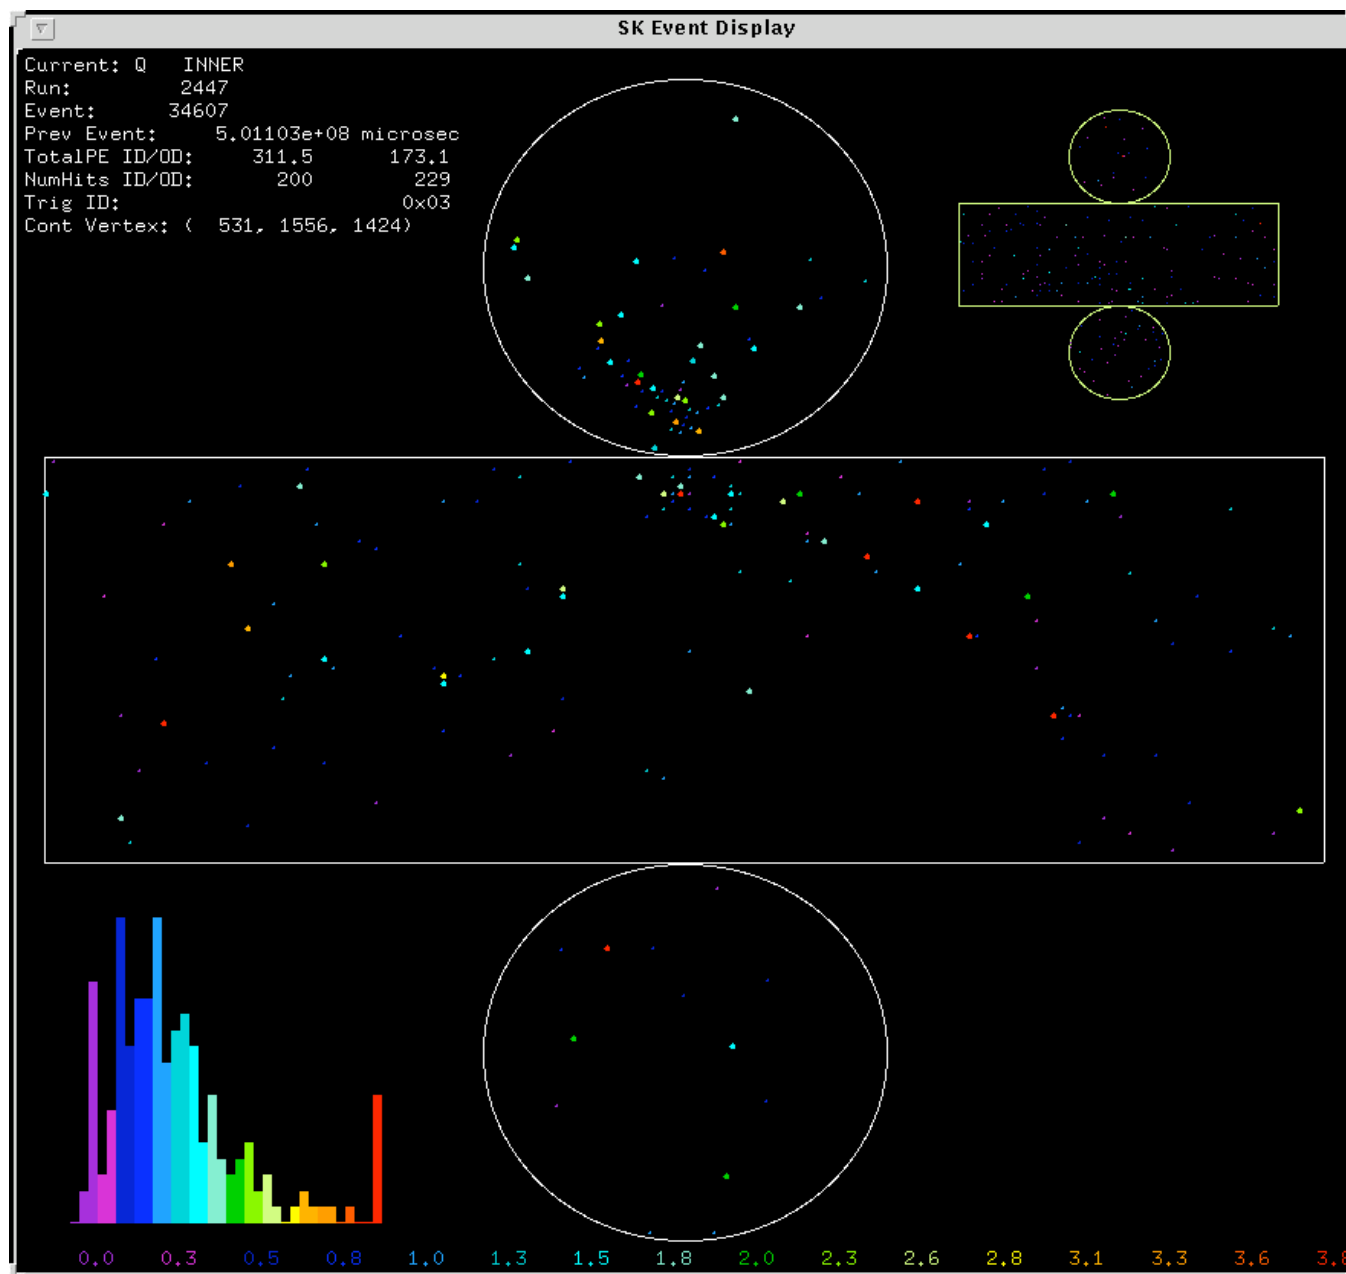 SK Event Display
Current: Q INNER
Run: 2447
Event: 34607
Prev Event: 5.01103e+08 microsec
TotalPE ID/OD: 311.5 173.1
NumHits ID/OD: 200 229
Trig ID: 0x03
Cont Vertex: ( 531, 1556, 1424)
0.0 0.3 0.5 0.8 1.0 1.3 1.5 1.8 2.0 2.3 2.6 2.8 3.1 3.3 3.6 3.8